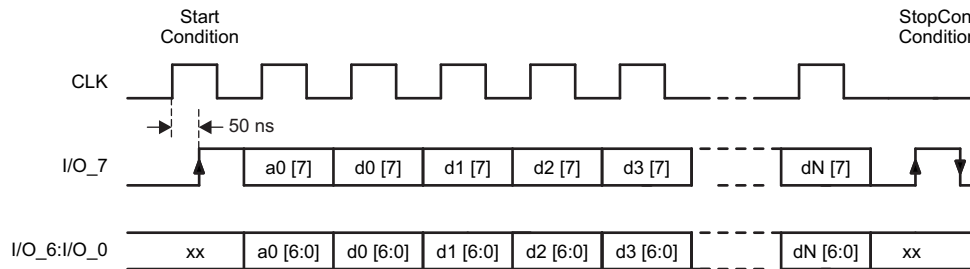 Start
Condition
StopCon
Condition
CLK
50 ns
I/O_7
a0 [7] d0 [7] d1 [7] d2 [7] d3 [7] dN [7]
I/O_6:I/O_0
xx a0 [6:0] d0 [6:0] d1 [6:0] d2 [6:0] d3 [6:0] dN [6:0] xx